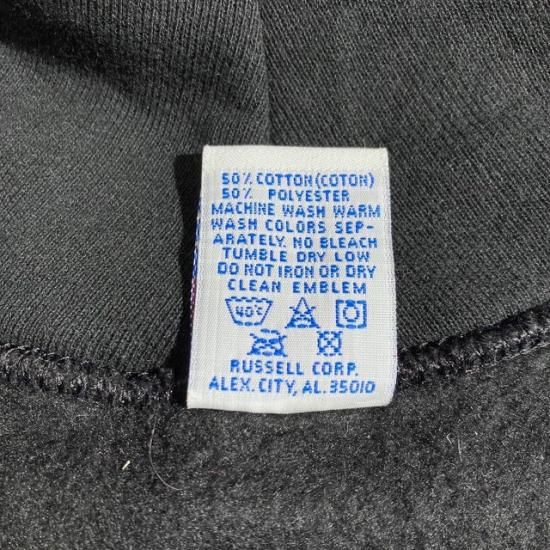 50% COTTON (COTON)
50% POLYESTER
MACHINE WASH WARM
WASH COLORS SEP-
ARATELY. NO BLEACH
TUMBLE DRY LOW
DO NOT IRON OR DRY
CLEAN EMBLEM
40°C
RUSSELL CORP.
ALEX. CITY, AL. 35010